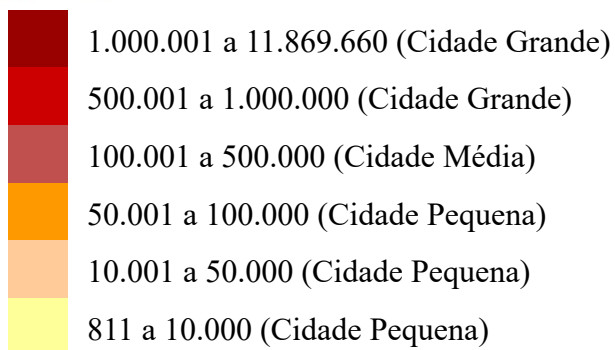 1.000.001 a 11.869.660 (Cidade Grande)
500.001 a 1.000.000 (Cidade Grande)
100.001 a 500.000 (Cidade Média)
50.001 a 100.000 (Cidade Pequena)
10.001 a 50.000 (Cidade Pequena)
811 a 10.000 (Cidade Pequena)